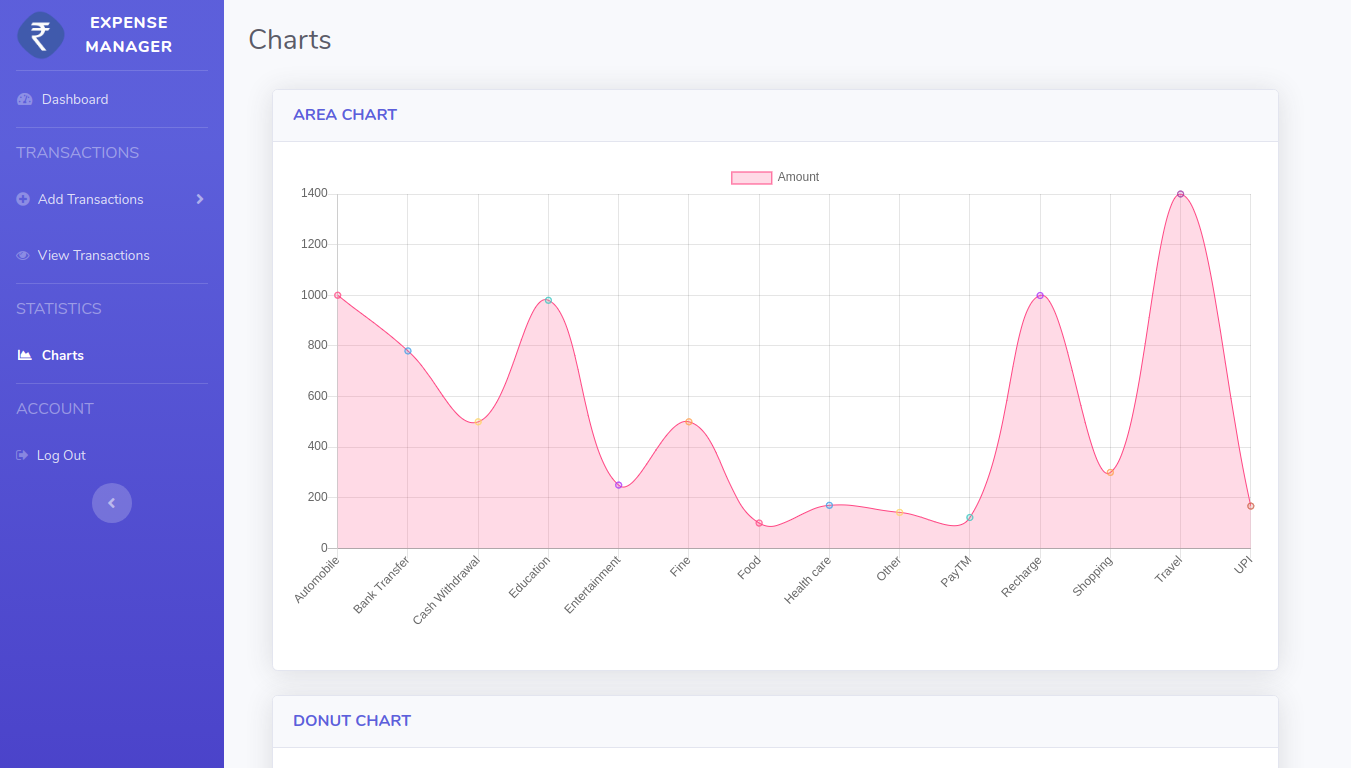 ₹
EXPENSE
MANAGER
Dashboard
TRANSACTIONS
Add Transactions
View Transactions
STATISTICS
Charts
ACCOUNT
Log Out
Charts
AREA CHART
Amount
1400
1200
1000
800
600
400
200
0
Automobile
Bank Transfer
Cash Withdrawal
Education
Entertainment
Fine
Food
Health care
Other
PayTM
Recharge
Shopping
Travel
UPI
DONUT CHART